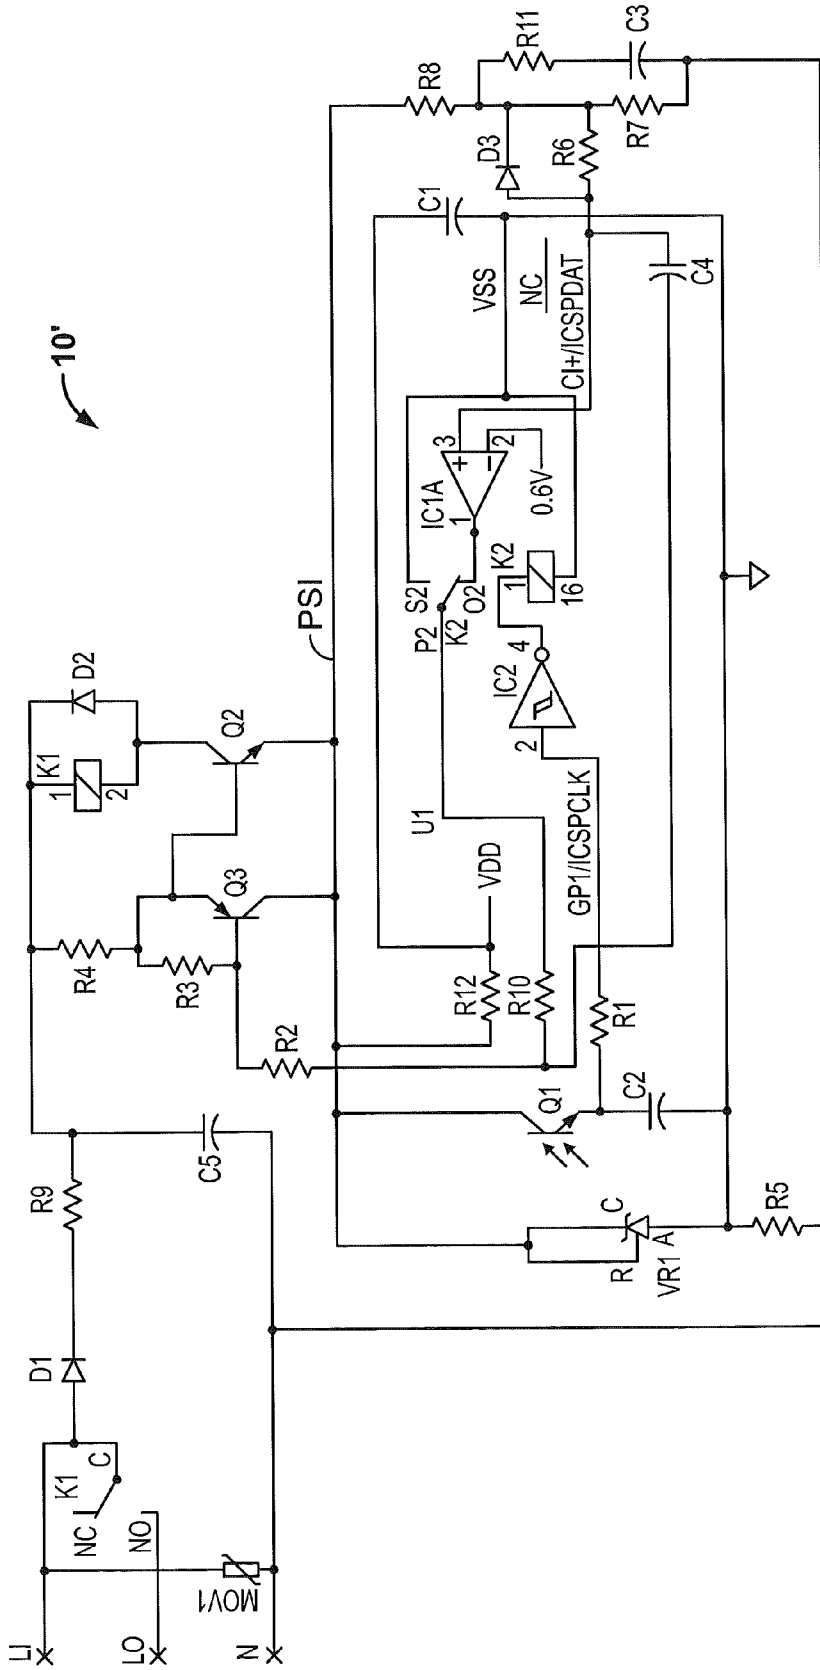 10'
LI
LO
N
NC
NO
K1
C
MOV1
D1
R9
C5
R4
R3
R2
Q3
K1
1
2
D2
Q2
PSI
R8
R11
C3
R7
R6
D3
C1
VSS
NC
CI+/ICSPDAT
C4
IC1A
3
2
1
+
−
0.6V
S2
P2
K2
O2
K2
1
16
IC2
4
2
U1
VDD
R12
R10
GP1/ICSPCLK
R1
Q1
C2
C
R
A
VR1
R5